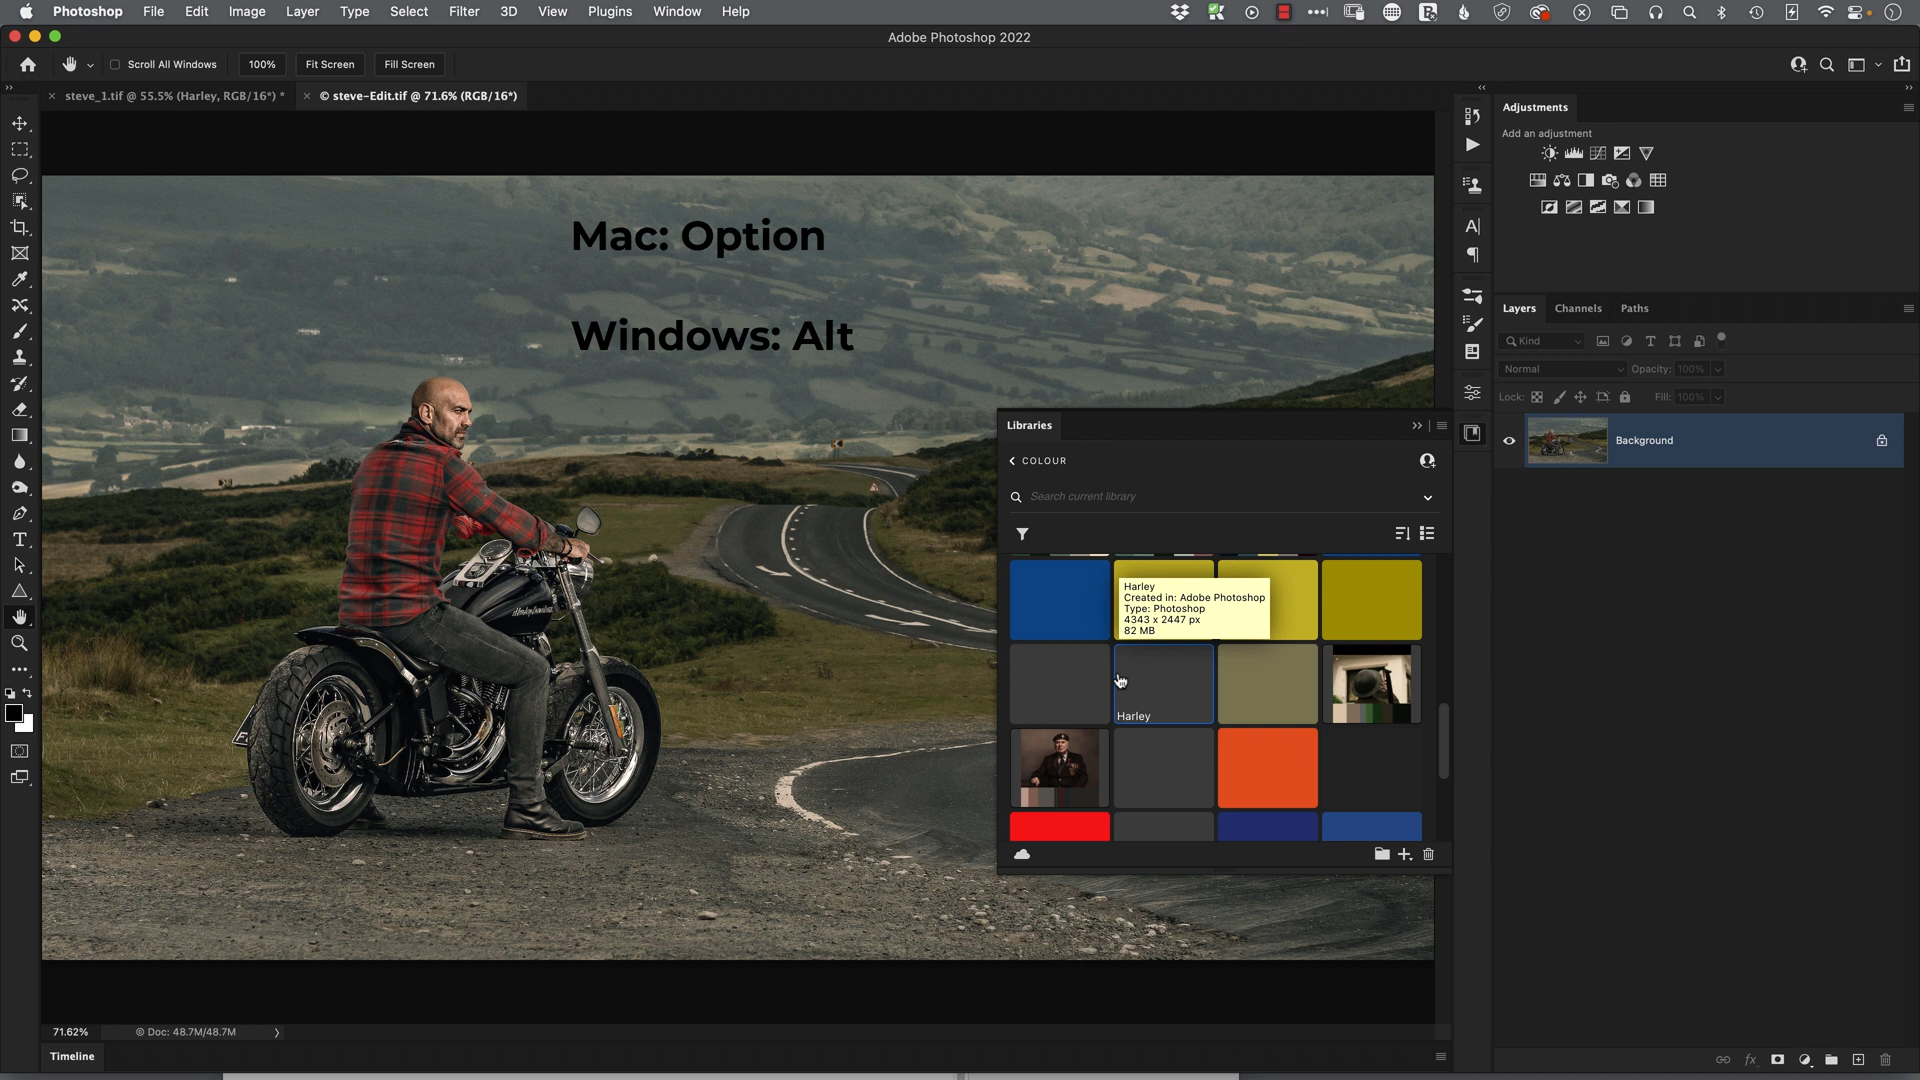 Photoshop File Edit Image Layer Type Select Filter 3D View Plugins Window Help
Adobe Photoshop 2022
Scroll All Windows 100% Fit Screen Fill Screen
steve_1.tif @ 55.5% (Harley, RGB/16*) * © steve-Edit.tif @ 71.6% (RGB/16*)
Mac: Option
Windows: Alt
Libraries
COLOUR
Search current library
Harley
Created in: Adobe Photoshop
Type: Photoshop
4343 x 2447 px
82 MB
Harley
Adjustments
Add an adjustment
Layers Channels Paths
Kind
Normal Opacity: 100%
Lock: Fill: 100%
Background
71.62% © Doc: 48.7M/48.7M
Timeline